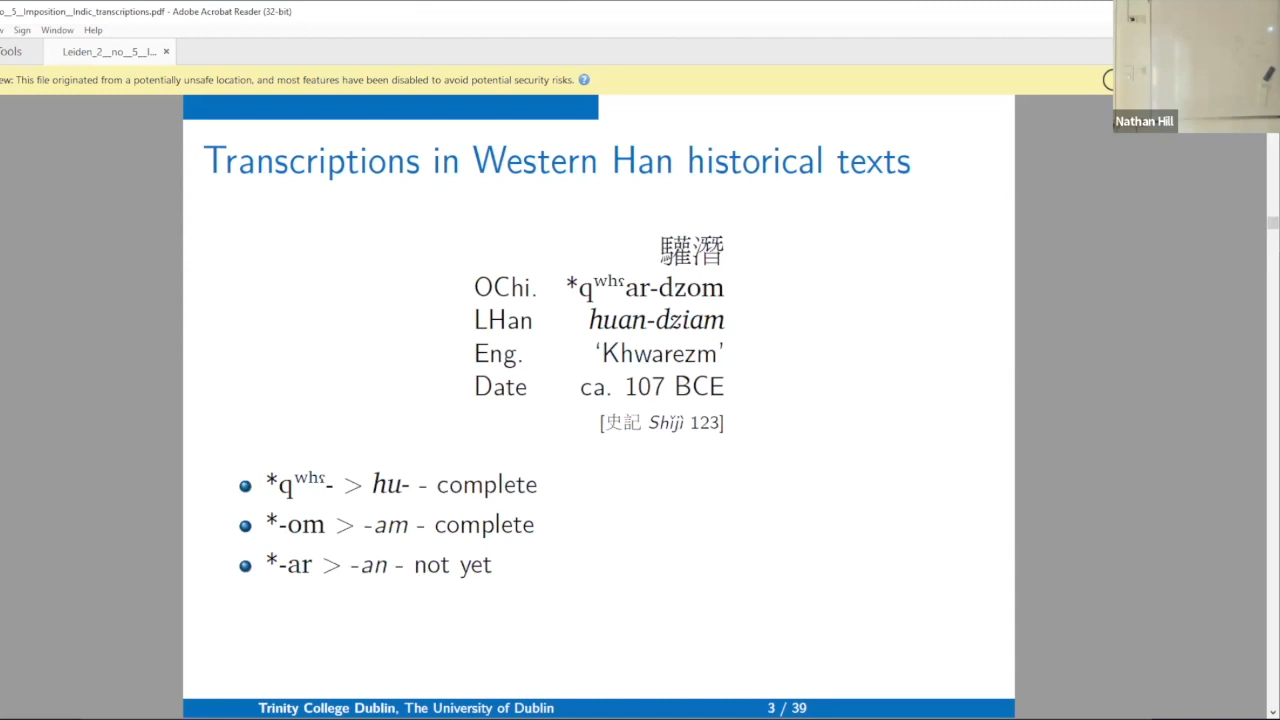 no__5__Imposition__Indic_transcriptions.pdf - Adobe Acrobat Reader (32-bit)
Sign Window Help
Tools Leiden_2__no__5__I... ×
ew: This file originated from a potentially unsafe location, and most features have been disabled to avoid potential security risks. ?
Nathan Hill
Transcriptions in Western Han historical texts
驩潛
OChi. *qʷʰˤar-dzom
LHan huan-dziam
Eng. ‘Khwarezm’
Date ca. 107 BCE
[史記 Shǐjì 123]
*qʷʰˤ- > hu- - complete
*-om > -am - complete
*-ar > -an - not yet
Trinity College Dublin, The University of Dublin 3 / 39